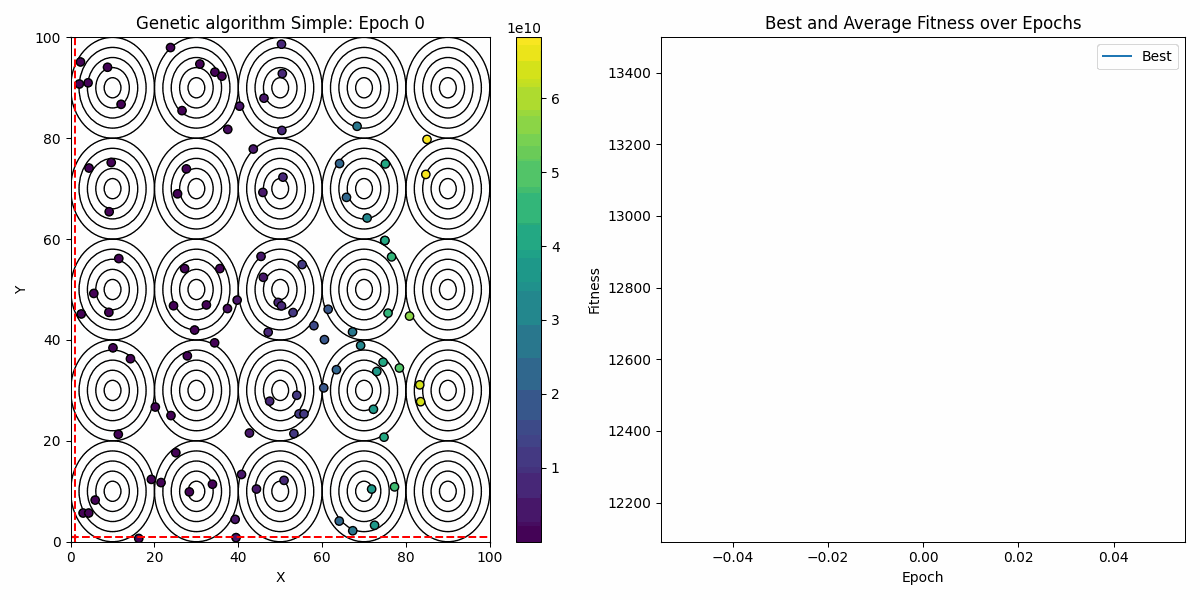 Genetic algorithm Simple: Epoch 0
1e10
100
80
60
40
20
0
Y
0 20 40 60 80 100
X
6
5
4
3
2
1
Best and Average Fitness over Epochs
Best
13400
13200
13000
12800
12600
12400
12200
Fitness
−0.04 −0.02 0.00 0.02 0.04
Epoch